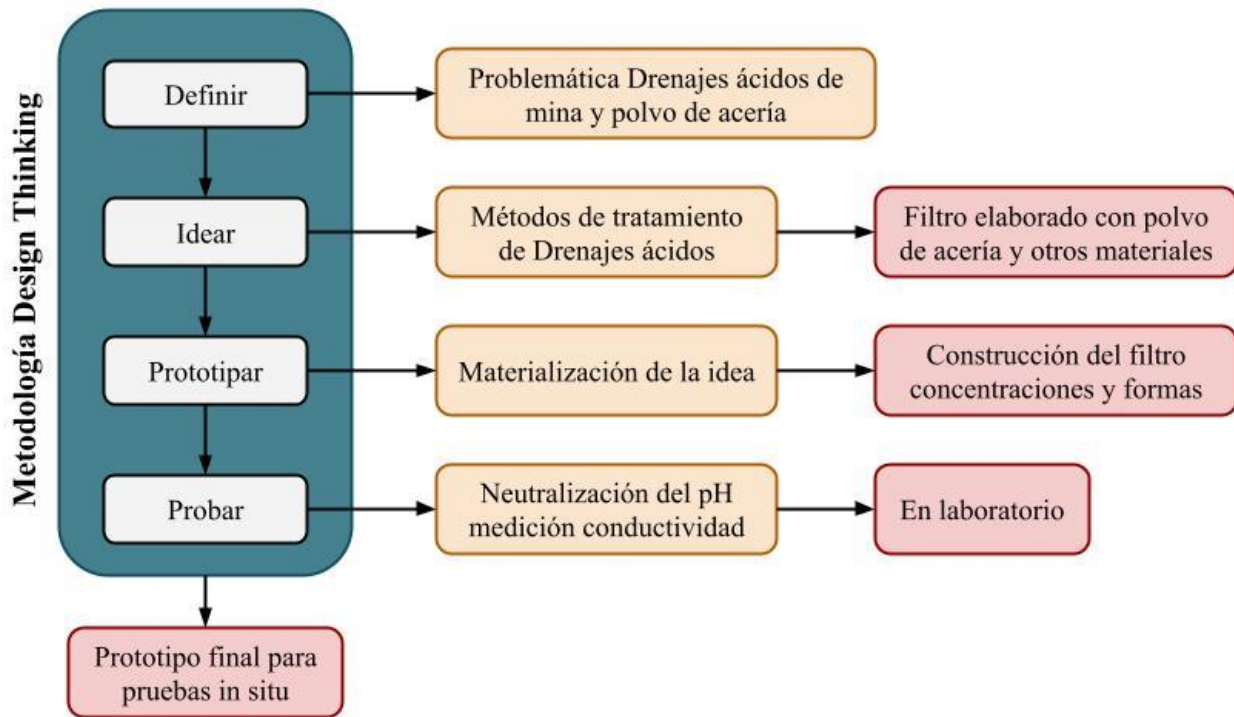 Metodología Design Thinking
Definir
Problemática Drenajes ácidos de
mina y polvo de acería
Idear
Métodos de tratamiento
de Drenajes ácidos
Filtro elaborado con polvo
de acería y otros materiales
Prototipar
Materialización de la idea
Construcción del filtro
concentraciones y formas
Probar
Neutralización del pH
medición conductividad
En laboratorio
Prototipo final para
pruebas in situ